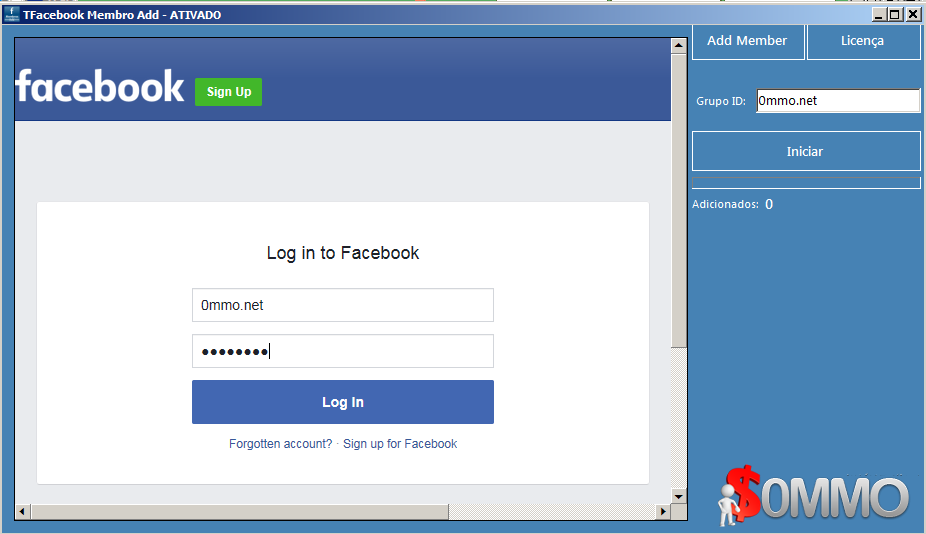 TFacebook Membro Add - ATIVADO
Add Member
Licença
facebook
Sign Up
Grupo ID:
0mmo.net
Iniciar
Adicionados: 0
Log in to Facebook
0mmo.net
●●●●●●●●
Log In
Forgotten account? · Sign up for Facebook
$0MMO